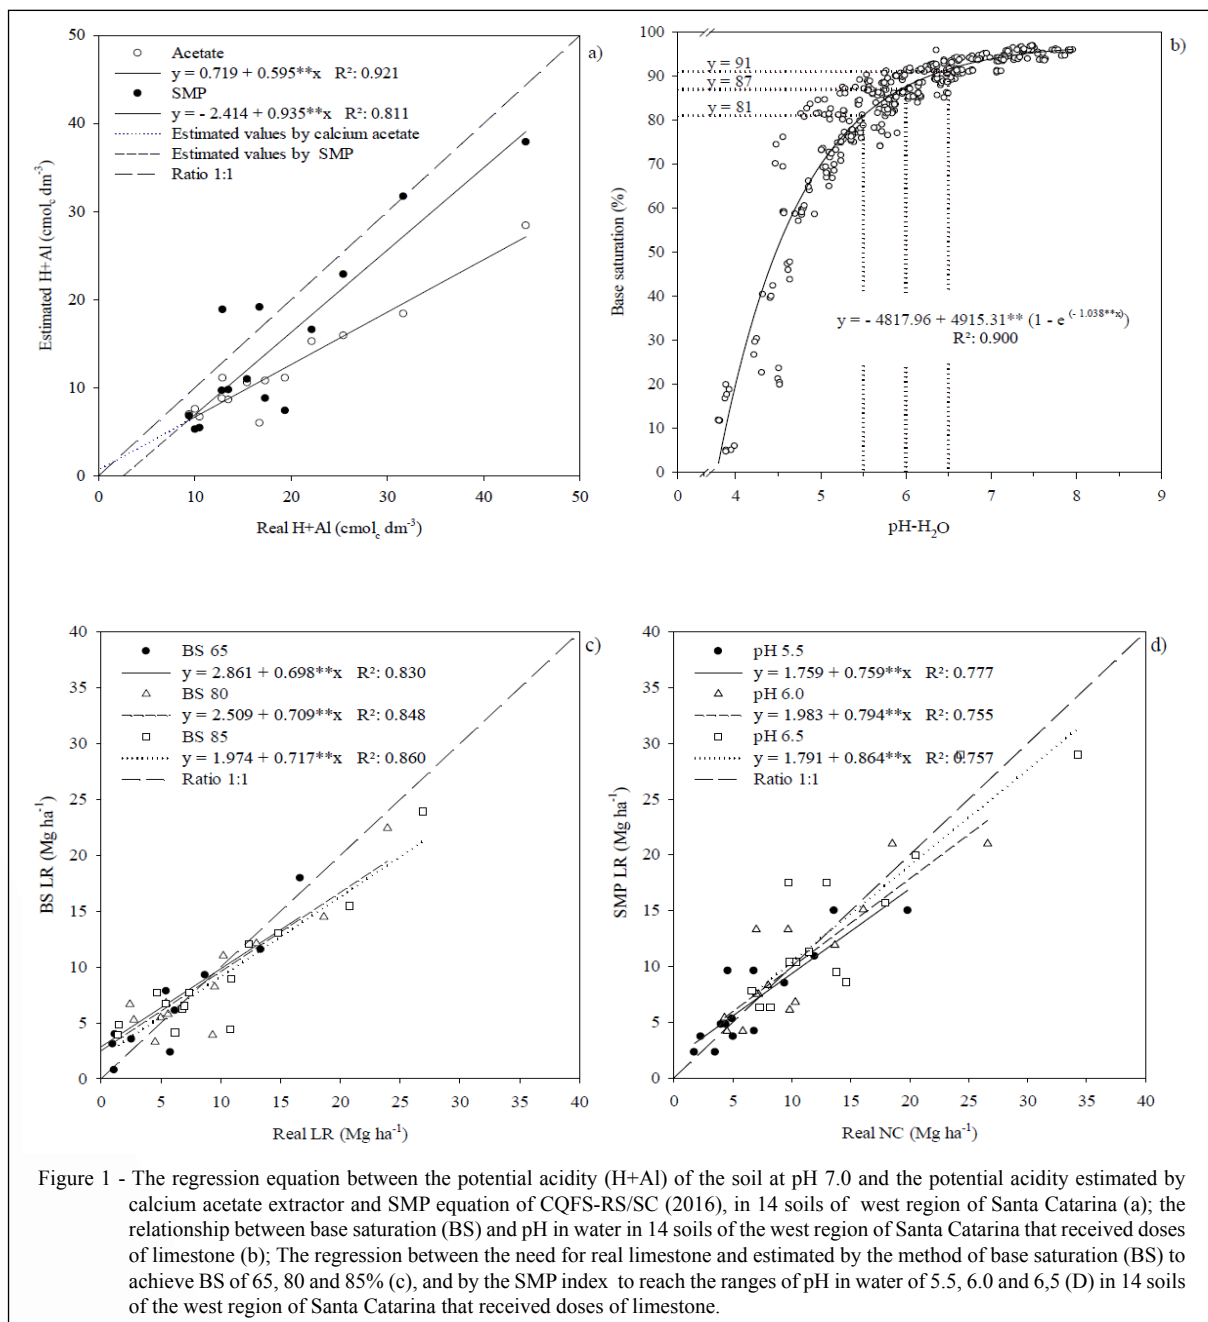 a)
Acetate
y = 0.719 + 0.595**x R²: 0.921
SMP
y = - 2.414 + 0.935**x R²: 0.811
Estimated values by calcium acetate
Estimated values by SMP
Ratio 1:1
50
40
30
20
10
0
Estimated H+Al (cmolc dm-3)
0 10 20 30 40 50
Real H+Al (cmolc dm-3)
b)
100
90
80
70
60
50
40
30
20
10
0
Base saturation (%)
y = 91
y = 87
y = 81
y = - 4817.96 + 4915.31** (1 - e (- 1.038**x))
R²: 0.900
0 4 5 6 7 8 9
pH-H2O
c)
BS 65
y = 2.861 + 0.698**x R²: 0.830
BS 80
y = 2.509 + 0.709**x R²: 0.848
BS 85
y = 1.974 + 0.717**x R²: 0.860
Ratio 1:1
40
35
30
25
20
15
10
5
0
BS LR (Mg ha-1)
0 5 10 15 20 25 30 35 40
Real LR (Mg ha-1)
d)
pH 5.5
y = 1.759 + 0.759**x R²: 0.777
pH 6.0
y = 1.983 + 0.794**x R²: 0.755
pH 6.5
y = 1.791 + 0.864**x R²: 0.757
Ratio 1:1
40
35
30
25
20
15
10
5
0
SMP LR (Mg ha-1)
0 5 10 15 20 25 30 35 40
Real NC (Mg ha-1)
Figure 1 - The regression equation between the potential acidity (H+Al) of the soil at pH 7.0 and the potential acidity estimated by
calcium acetate extractor and SMP equation of CQFS-RS/SC (2016), in 14 soils of west region of Santa Catarina (a); the
relationship between base saturation (BS) and pH in water in 14 soils of the west region of Santa Catarina that received doses
of limestone (b); The regression between the need for real limestone and estimated by the method of base saturation (BS) to
achieve BS of 65, 80 and 85% (c), and by the SMP index to reach the ranges of pH in water of 5.5, 6.0 and 6,5 (D) in 14 soils
of the west region of Santa Catarina that received doses of limestone.